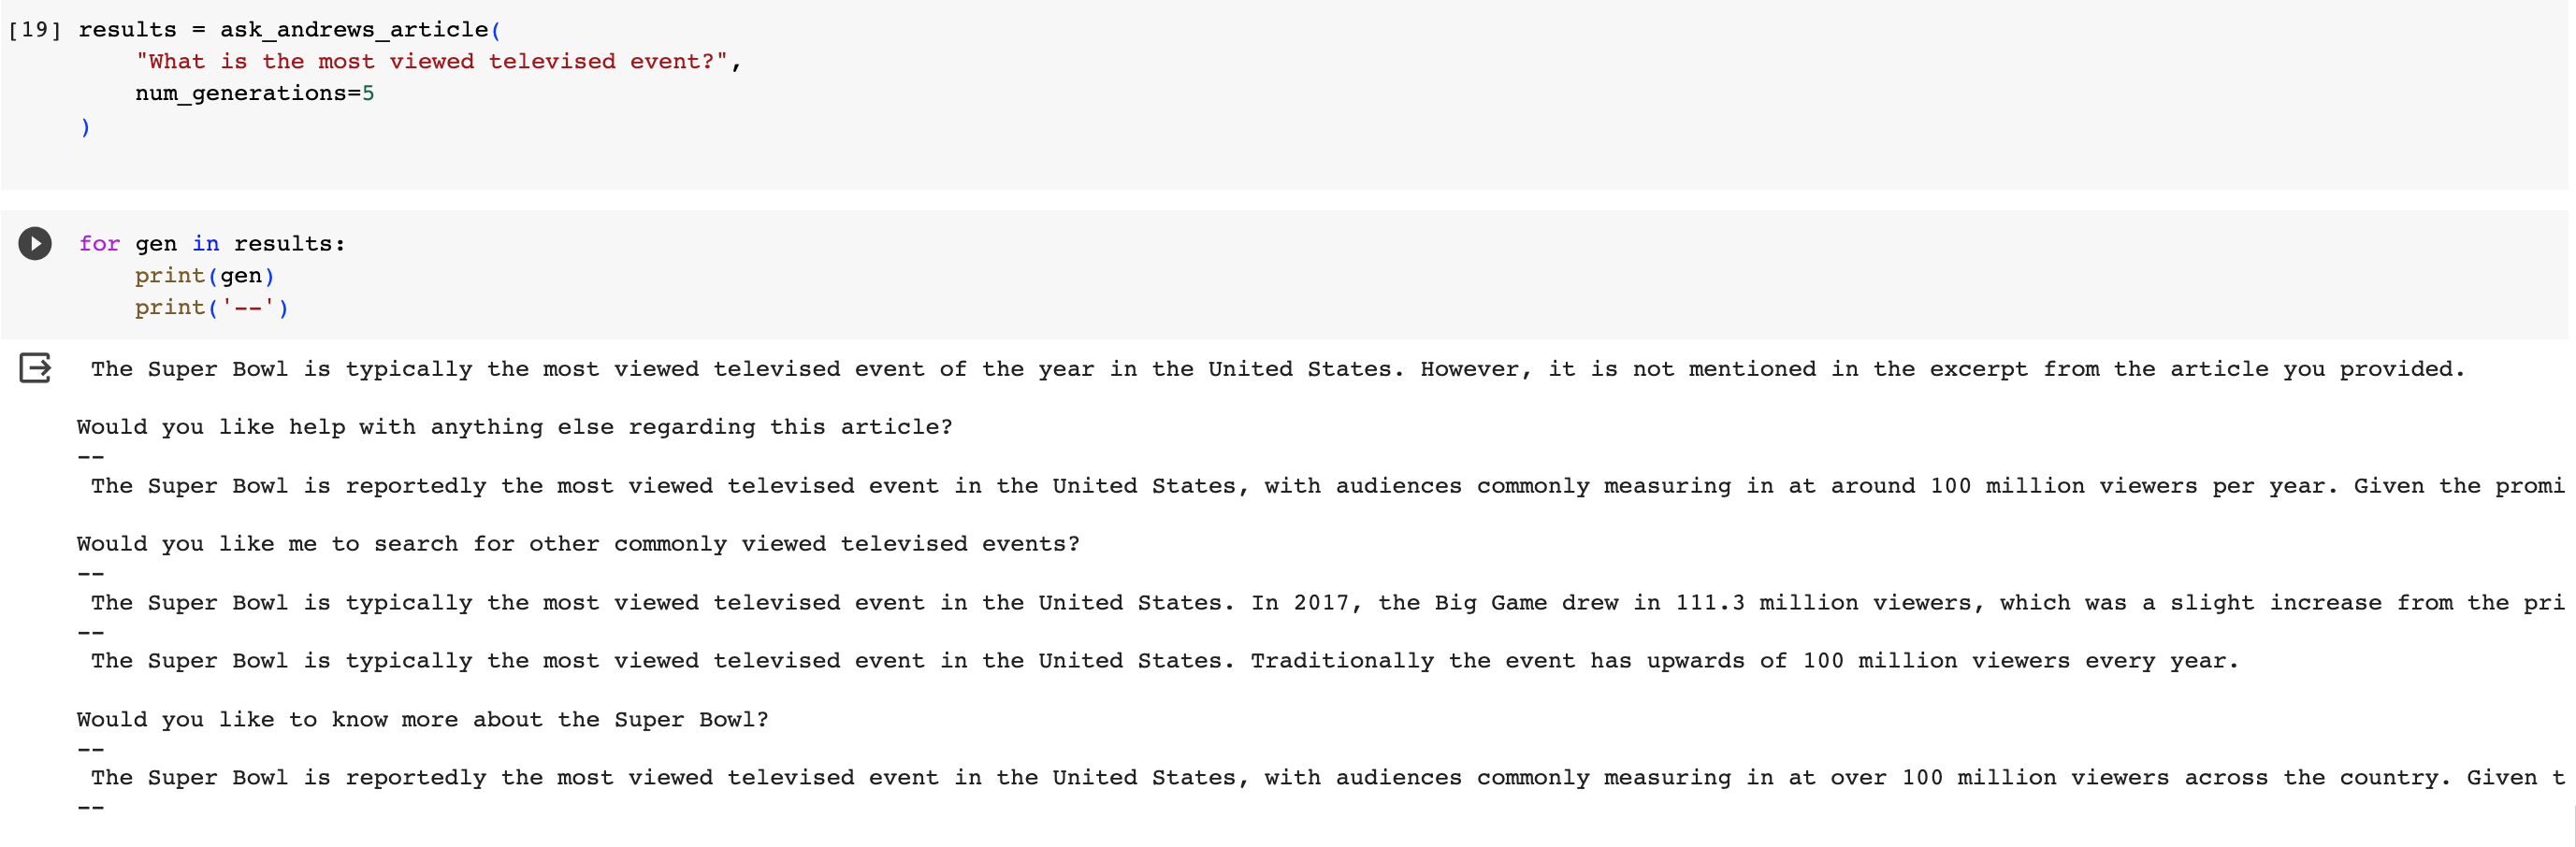 [19] results = ask_andrews_article(
"What is the most viewed televised event?",
num_generations=5
)
for gen in results:
print(gen)
print('--')
The Super Bowl is typically the most viewed televised event of the year in the United States. However, it is not mentioned in the excerpt from the article you provided.
Would you like help with anything else regarding this article?
--
The Super Bowl is reportedly the most viewed televised event in the United States, with audiences commonly measuring in at around 100 million viewers per year. Given the promi
Would you like me to search for other commonly viewed televised events?
--
The Super Bowl is typically the most viewed televised event in the United States. In 2017, the Big Game drew in 111.3 million viewers, which was a slight increase from the pri
--
The Super Bowl is typically the most viewed televised event in the United States. Traditionally the event has upwards of 100 million viewers every year.
Would you like to know more about the Super Bowl?
--
The Super Bowl is reportedly the most viewed televised event in the United States, with audiences commonly measuring in at over 100 million viewers across the country. Given t
--